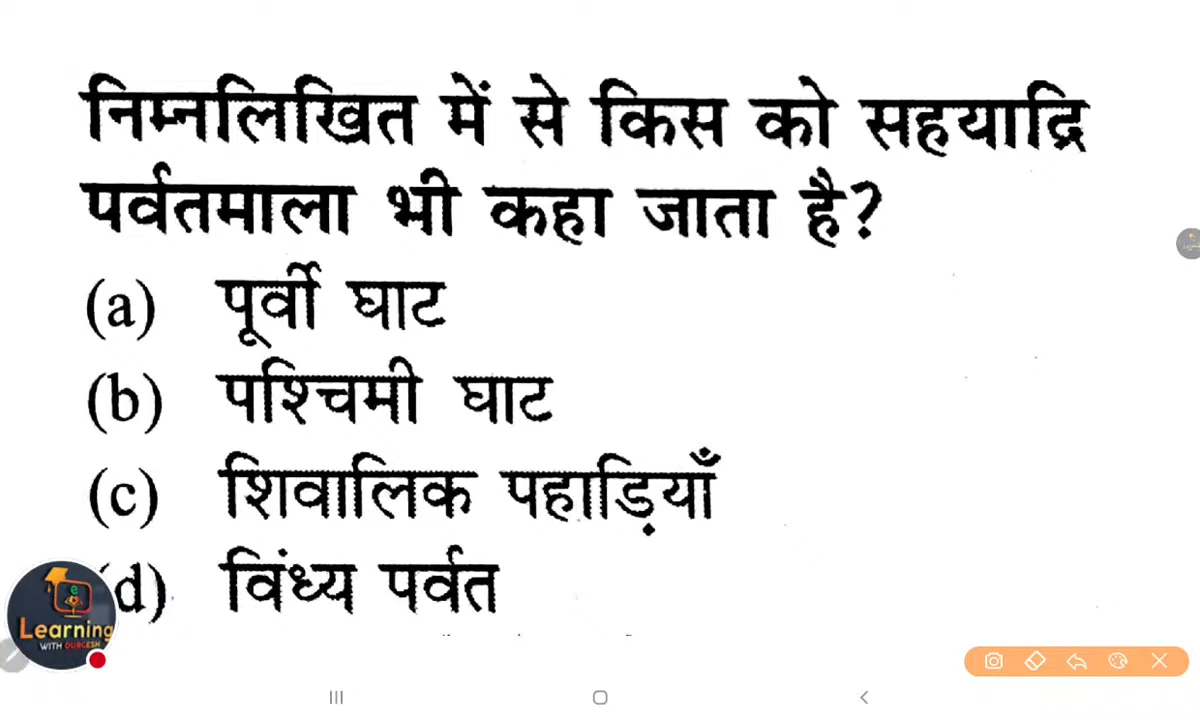 निम्नलिखित में से किस को सहयाद्रि
पर्वतमाला भी कहा जाता है?
(a) पूर्वी घाट
(b) पश्चिमी घाट
(c) शिवालिक पहाड़ियाँ
(d) विंध्य पर्वत
e
Learning
WITH DURGESH